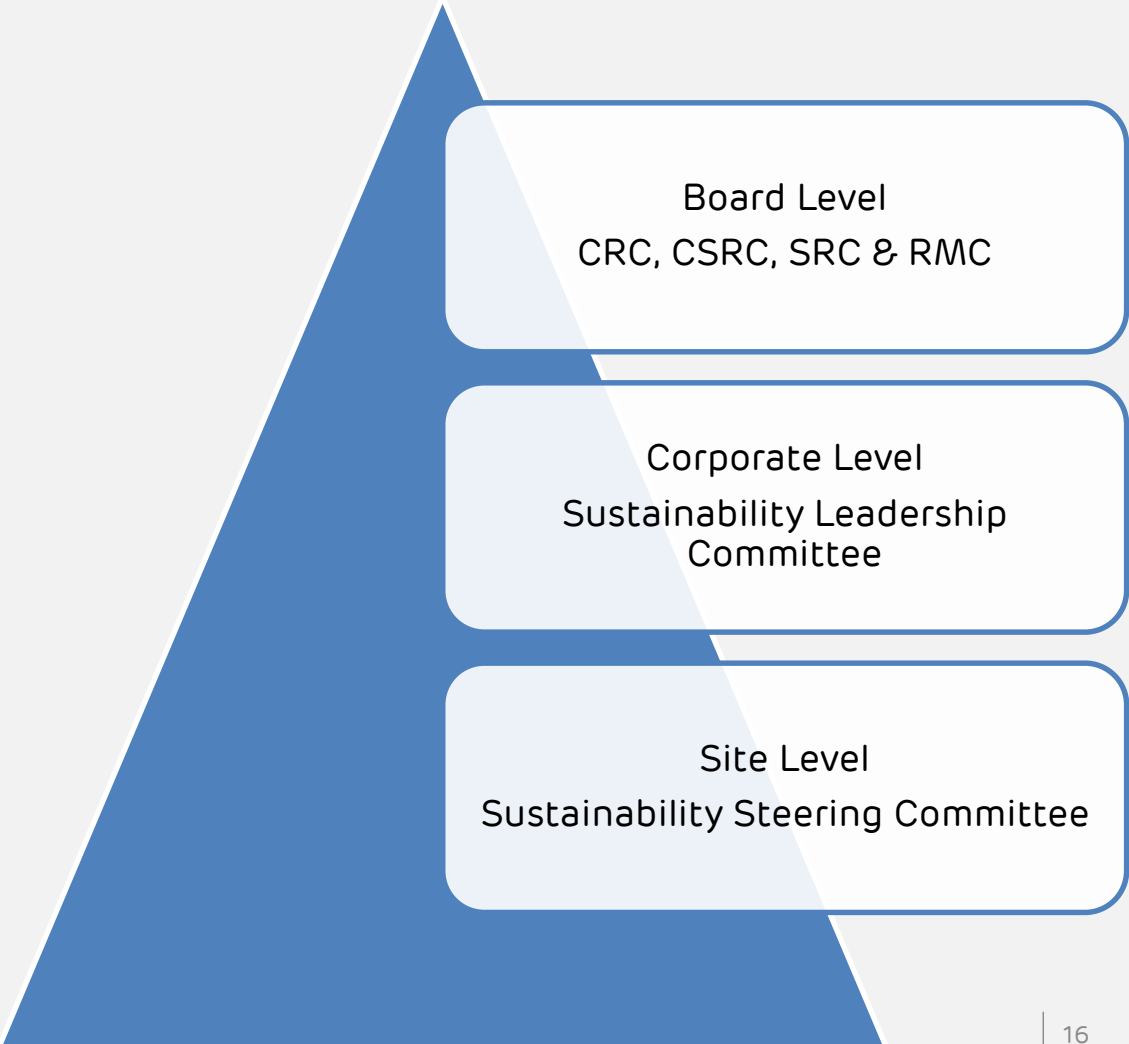 Board Level
CRC, CSRC, SRC & RMC
Corporate Level
Sustainability Leadership
Committee
Site Level
Sustainability Steering Committee
16